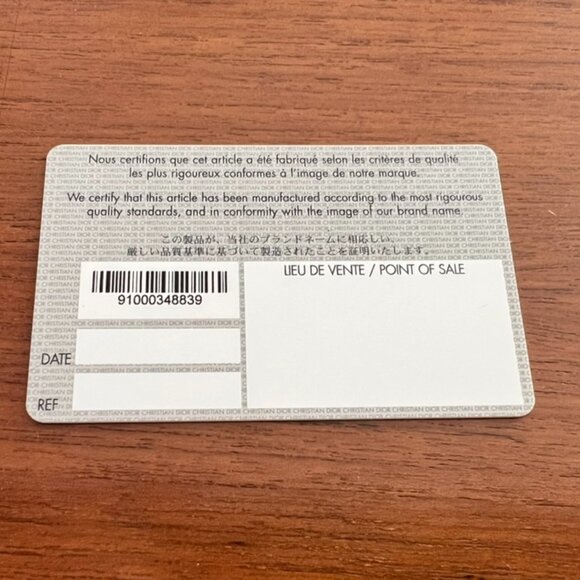 Nous certifions que cet article a été fabriqué selon les critères de qualité
les plus rigoureux conformes à l'image de notre marque.
We certify that this article has been manufactured according to the most rigourous
quality standards, and in conformity with the image of our brand name
この製品が、当社のブランドネームに相応しい、
厳しい品質基準に基づいて製造されたことを証明いたします.
LIEU DE VENTE / POINT OF SALE
91000348839
DATE
REF